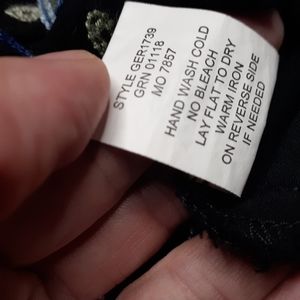 STYLE GER1739
GRN 01118
MO 7857
HAND WASH COLD
NO BLEACH
LAY FLAT TO DRY
WARM IRON
ON REVERSE SIDE
IF NEEDED